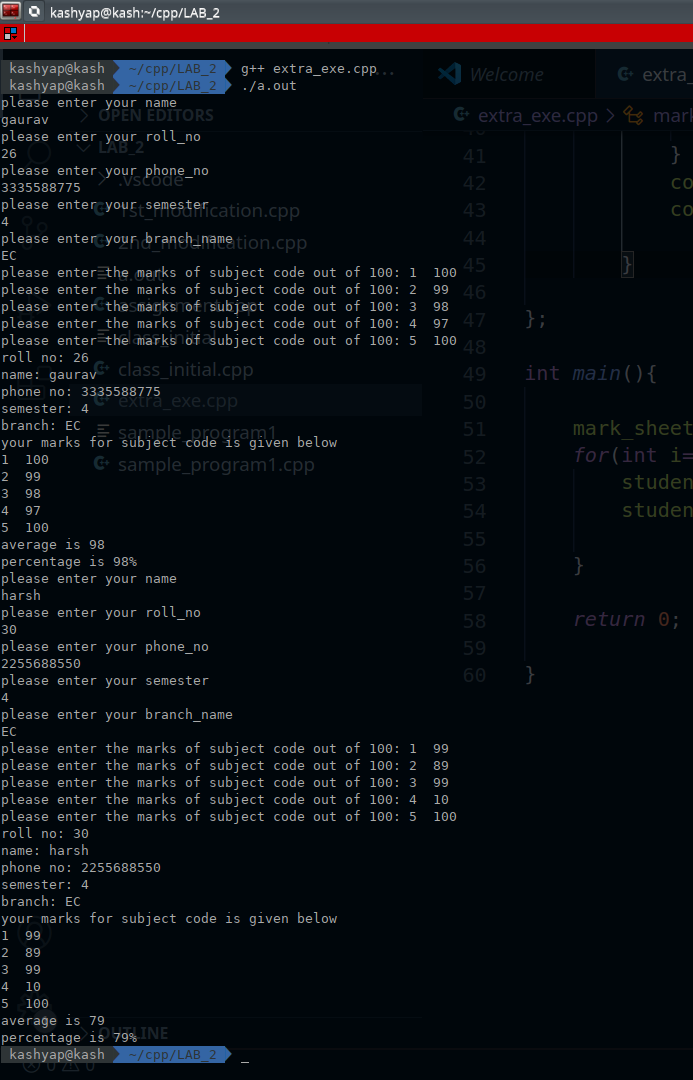 kashyap@kash:~/cpp/LAB_2
kashyap@kash ~/cpp/LAB_2 g++ extra_exe.cpp
kashyap@kash ~/cpp/LAB_2 ./a.out
please enter your name
gaurav
please enter your roll_no
26
please enter your phone_no
3335588775
please enter your semester
4
please enter your branch_name
EC
please enter the marks of subject code out of 100: 1  100
please enter the marks of subject code out of 100: 2  99
please enter the marks of subject code out of 100: 3  98
please enter the marks of subject code out of 100: 4  97
please enter the marks of subject code out of 100: 5  100
roll no: 26
name: gaurav
phone no: 3335588775
semester: 4
branch: EC
your marks for subject code is given below
1  100
2  99
3  98
4  97
5  100
average is 98
percentage is 98%
please enter your name
harsh
please enter your roll_no
30
please enter your phone_no
2255688550
please enter your semester
4
please enter your branch_name
EC
please enter the marks of subject code out of 100: 1  99
please enter the marks of subject code out of 100: 2  89
please enter the marks of subject code out of 100: 3  99
please enter the marks of subject code out of 100: 4  10
please enter the marks of subject code out of 100: 5  100
roll no: 30
name: harsh
phone no: 2255688550
semester: 4
branch: EC
your marks for subject code is given below
1  99
2  89
3  99
4  10
5  100
average is 79
percentage is 79%
kashyap@kash ~/cpp/LAB_2 _
OPEN EDITORS
LAB_2
.vscode
1st_modification.cpp
2nd_modification.cpp
a.out
assignment.cpp
class_initial
class_initial.cpp
extra_exe.cpp
sample_program1
sample_program1.cpp
OUTLINE
0 0
Welcome
extra_
extra_exe.cpp > mark
41 }
42 co
43 co
44
45 }
46
47 };
48
49 int main(){
50
51 mark_sheet
52 for(int i=
53 studen
54 studen
55
56 }
57
58 return 0;
59
60 }